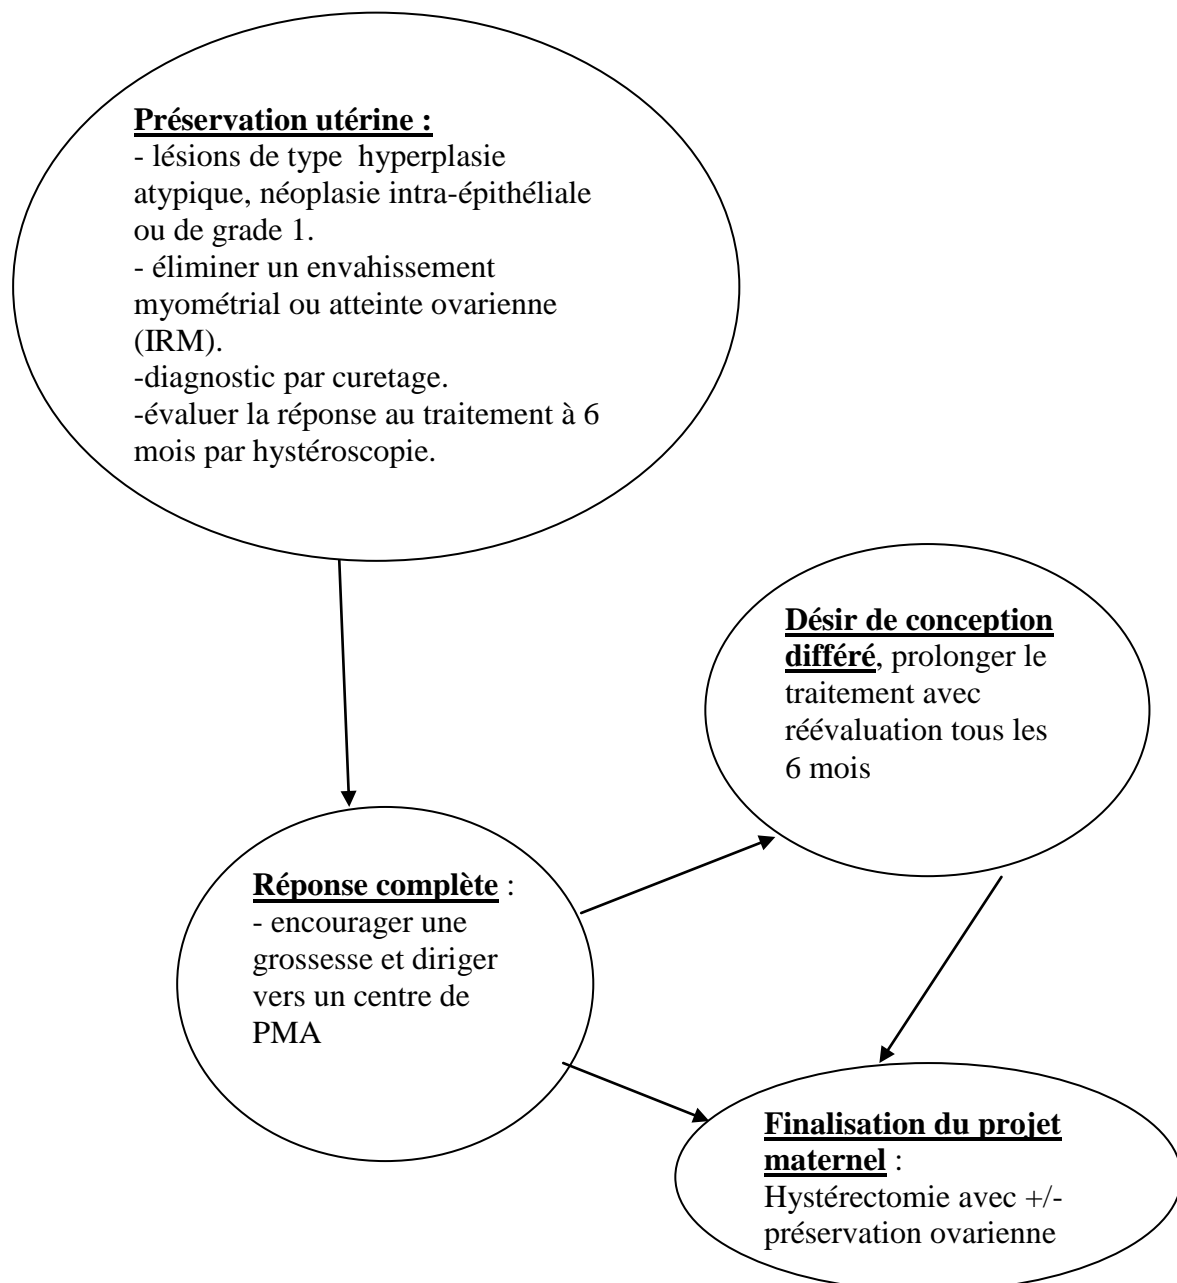 Préservation utérine :
- lésions de type hyperplasie
atypique, néoplasie intra-épithéliale
ou de grade 1.
- éliminer un envahissement
myométrial ou atteinte ovarienne
(IRM).
-diagnostic par curetage.
-évaluer la réponse au traitement à 6
mois par hystéroscopie.
Désir de conception
différé, prolonger le
traitement avec
réévaluation tous les
6 mois
Réponse complète :
- encourager une
grossesse et diriger
vers un centre de
PMA
Finalisation du projet
maternel :
Hystérectomie avec +/-
préservation ovarienne